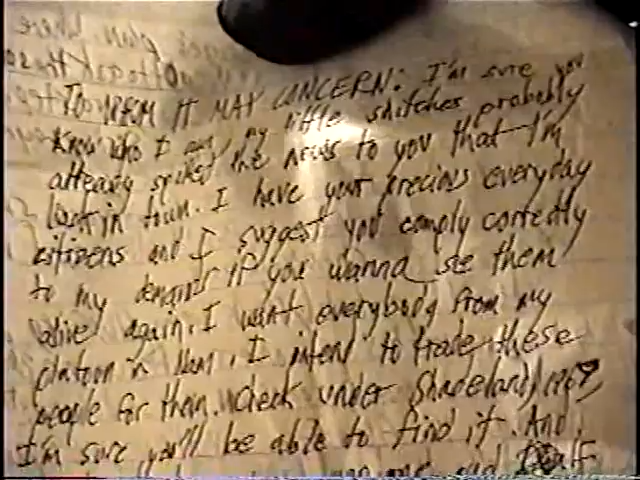 TO WHOM IT MAY CONCERN: I'm sure you
know who I am, my little snitches probably
already spilled the news to you that I'm
back in town. I have your precious everyday
citizens and I suggest you comply correctly
to my demands if you wanna see them
alive again. I want everybody from my
platoon in Nam, I intend to trade these
people for them. Check under Shadeland, 1967,
I'm sure you'll be able to find it. And